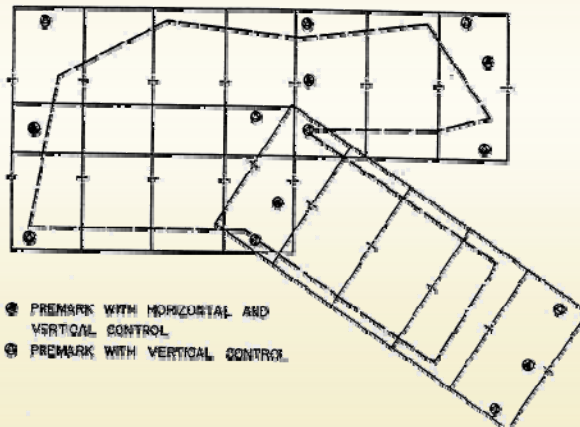 PREMARK WITH HORIZONTAL AND
VERTICAL CONTROL
PREMARK WITH VERTICAL CONTROL